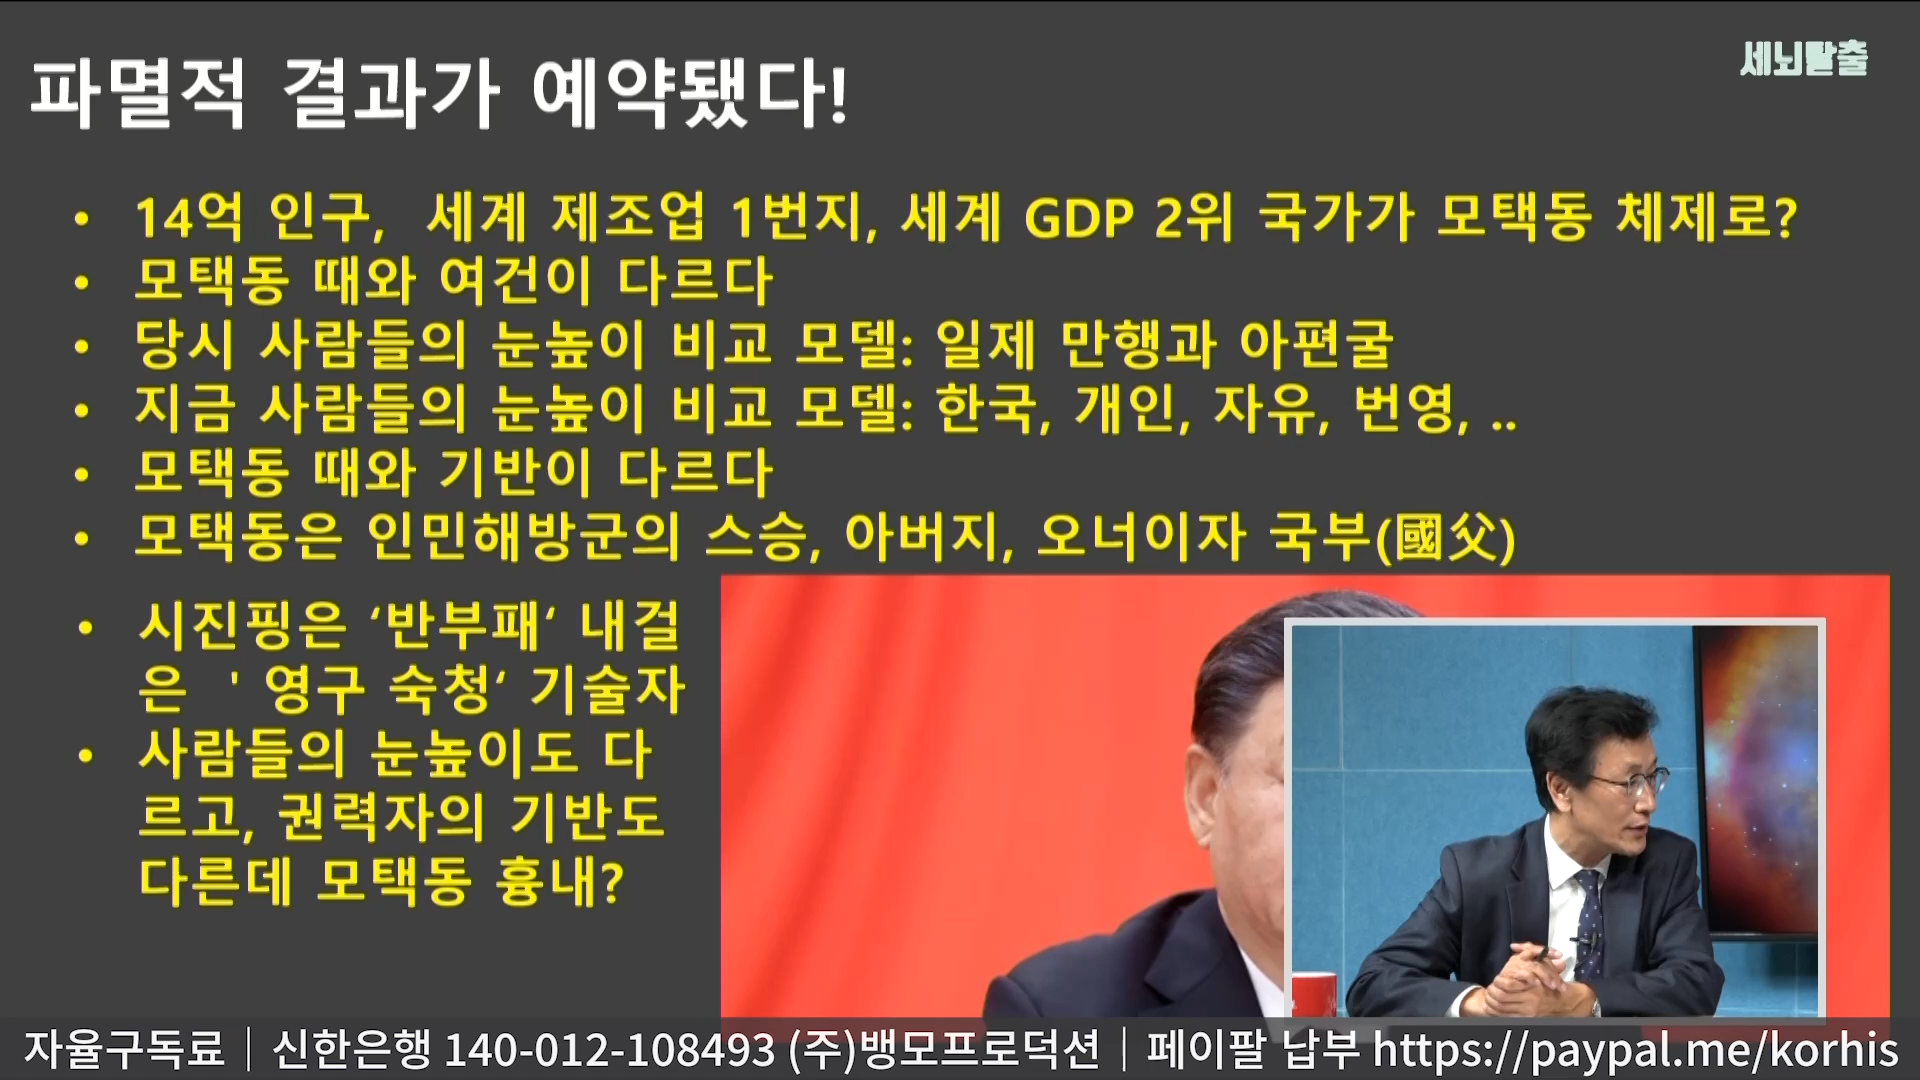 파멸적 결과가 예약됐다!
세뇌탈출
• 14억 인구, 세계 제조업 1번지, 세계 GDP 2위 국가가 모택동 체제로?
• 모택동 때와 여건이 다르다
• 당시 사람들의 눈높이 비교 모델: 일제 만행과 아편굴
• 지금 사람들의 눈높이 비교 모델: 한국, 개인, 자유, 번영, ..
• 모택동 때와 기반이 다르다
• 모택동은 인민해방군의 스승, 아버지, 오너이자 국부(國父)
• 시진핑은 ‘반부패‘ 내걸
은 '영구 숙청‘ 기술자
• 사람들의 눈높이도 다
르고, 권력자의 기반도
다른데 모택동 흉내?
자율구독료｜신한은행 140-012-108493 (주)뱅모프로덕션｜페이팔 납부 https://paypal.me/korhis